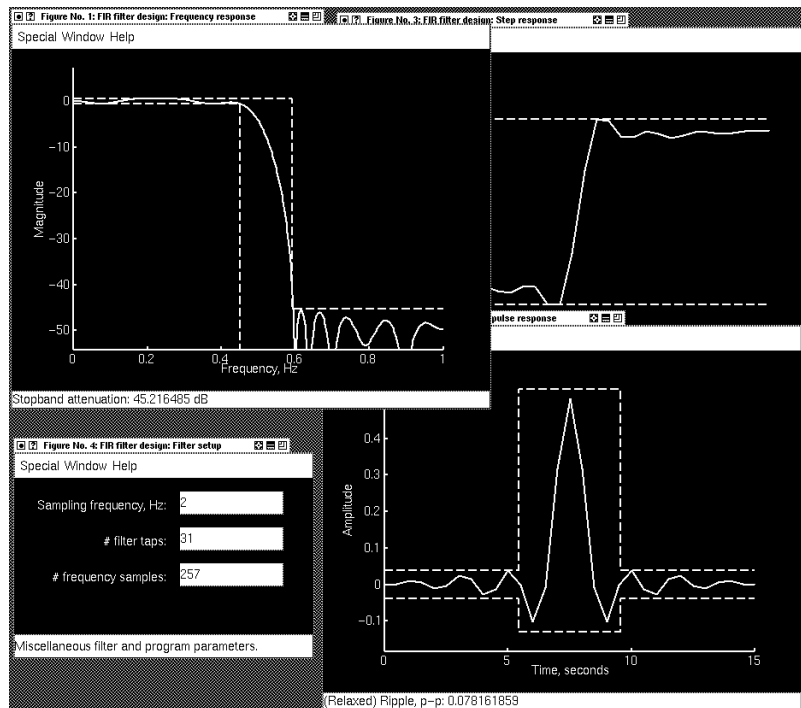 Figure No. 1: FIR filter design: Frequency response
Special Window Help
0
−10
−20
−30
−40
−50
Magnitude
0
0.2
0.4
0.6
0.8
1
Frequency, Hz
Stopband attenuation: 45.216485 dB
Figure No. 3: FIR filter design: Step response
pulse response
0.4
0.3
0.2
0.1
0
−0.1
Amplitude
0
5
10
15
Time, seconds
(Relaxed) Ripple, p−p: 0.078161859
Figure No. 4: FIR filter design: Filter setup
Special Window Help
Sampling frequency, Hz: 2
# filter taps: 31
# frequency samples: 257
Miscellaneous filter and program parameters.